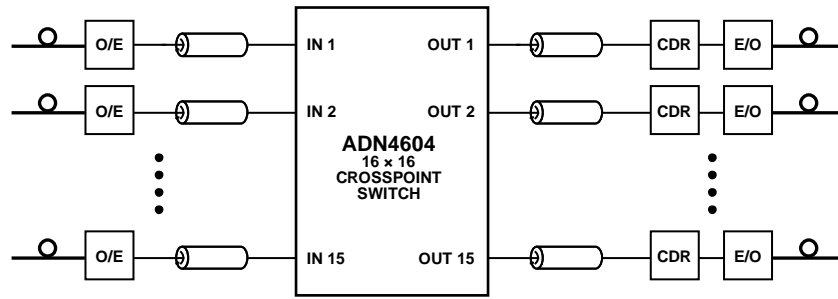 O/E IN 1 OUT 1 CDR E/O
O/E IN 2 OUT 2 CDR E/O
ADN4604
16 × 16
CROSSPOINT
SWITCH
O/E IN 15 OUT 15 CDR E/O